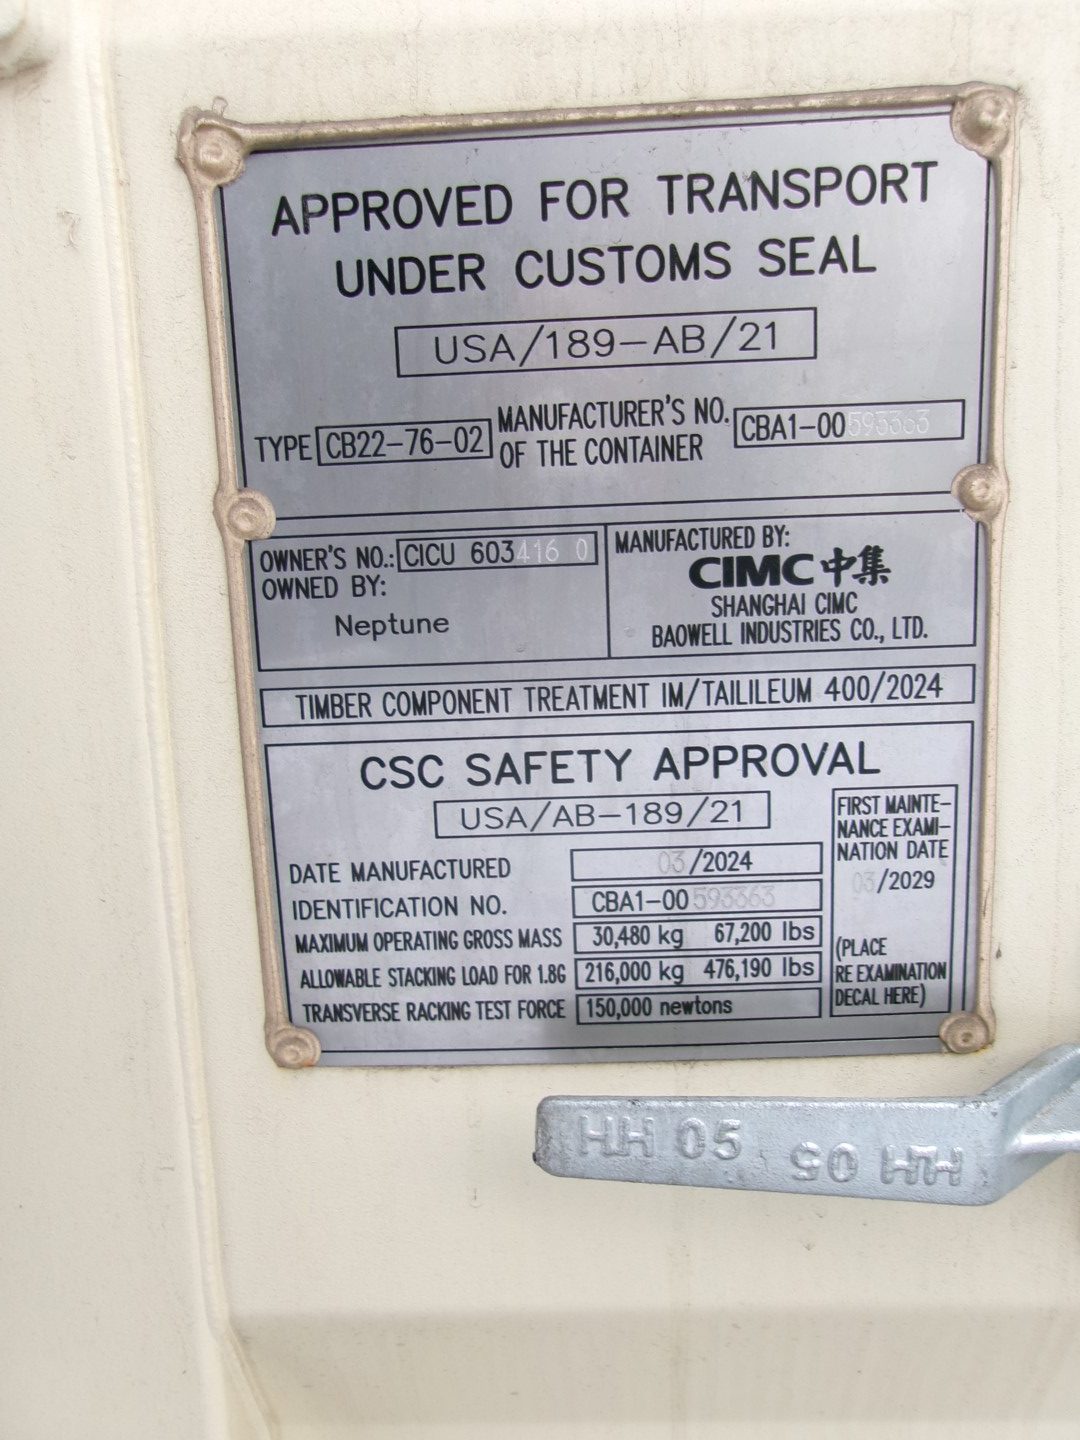 APPROVED FOR TRANSPORT
UNDER CUSTOMS SEAL
USA/189-AB/21
TYPE CB22-76-02 MANUFACTURER'S NO. OF THE CONTAINER CBA1-00593363
OWNER'S NO.: CICU 603416 0
OWNED BY:
Neptune
MANUFACTURED BY:
CIMC 中集
SHANGHAI CIMC
BAOWELL INDUSTRIES CO., LTD.
TIMBER COMPONENT TREATMENT IM/TAILILEUM 400/2024
CSC SAFETY APPROVAL
USA/AB-189/21
DATE MANUFACTURED 03/2024
IDENTIFICATION NO. CBA1-00593363
MAXIMUM OPERATING GROSS MASS 30,480 kg 67,200 lbs
ALLOWABLE STACKING LOAD FOR 1.8G 216,000 kg 476,190 lbs
TRANSVERSE RACKING TEST FORCE 150,000 newtons
FIRST MAINTE-
NANCE EXAMI-
NATION DATE
03/2029
(PLACE
RE EXAMINATION
DECAL HERE)
HH 05
HH 05